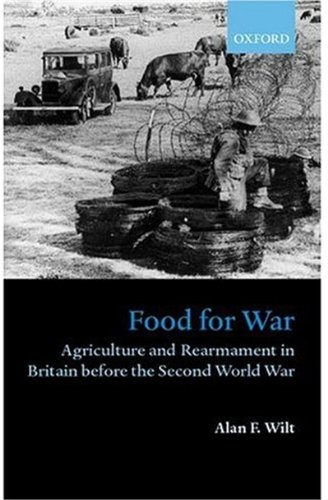 OXFORD
Food for War
Agriculture and Rearmament in
Britain before the Second World War
Alan F. Wilt